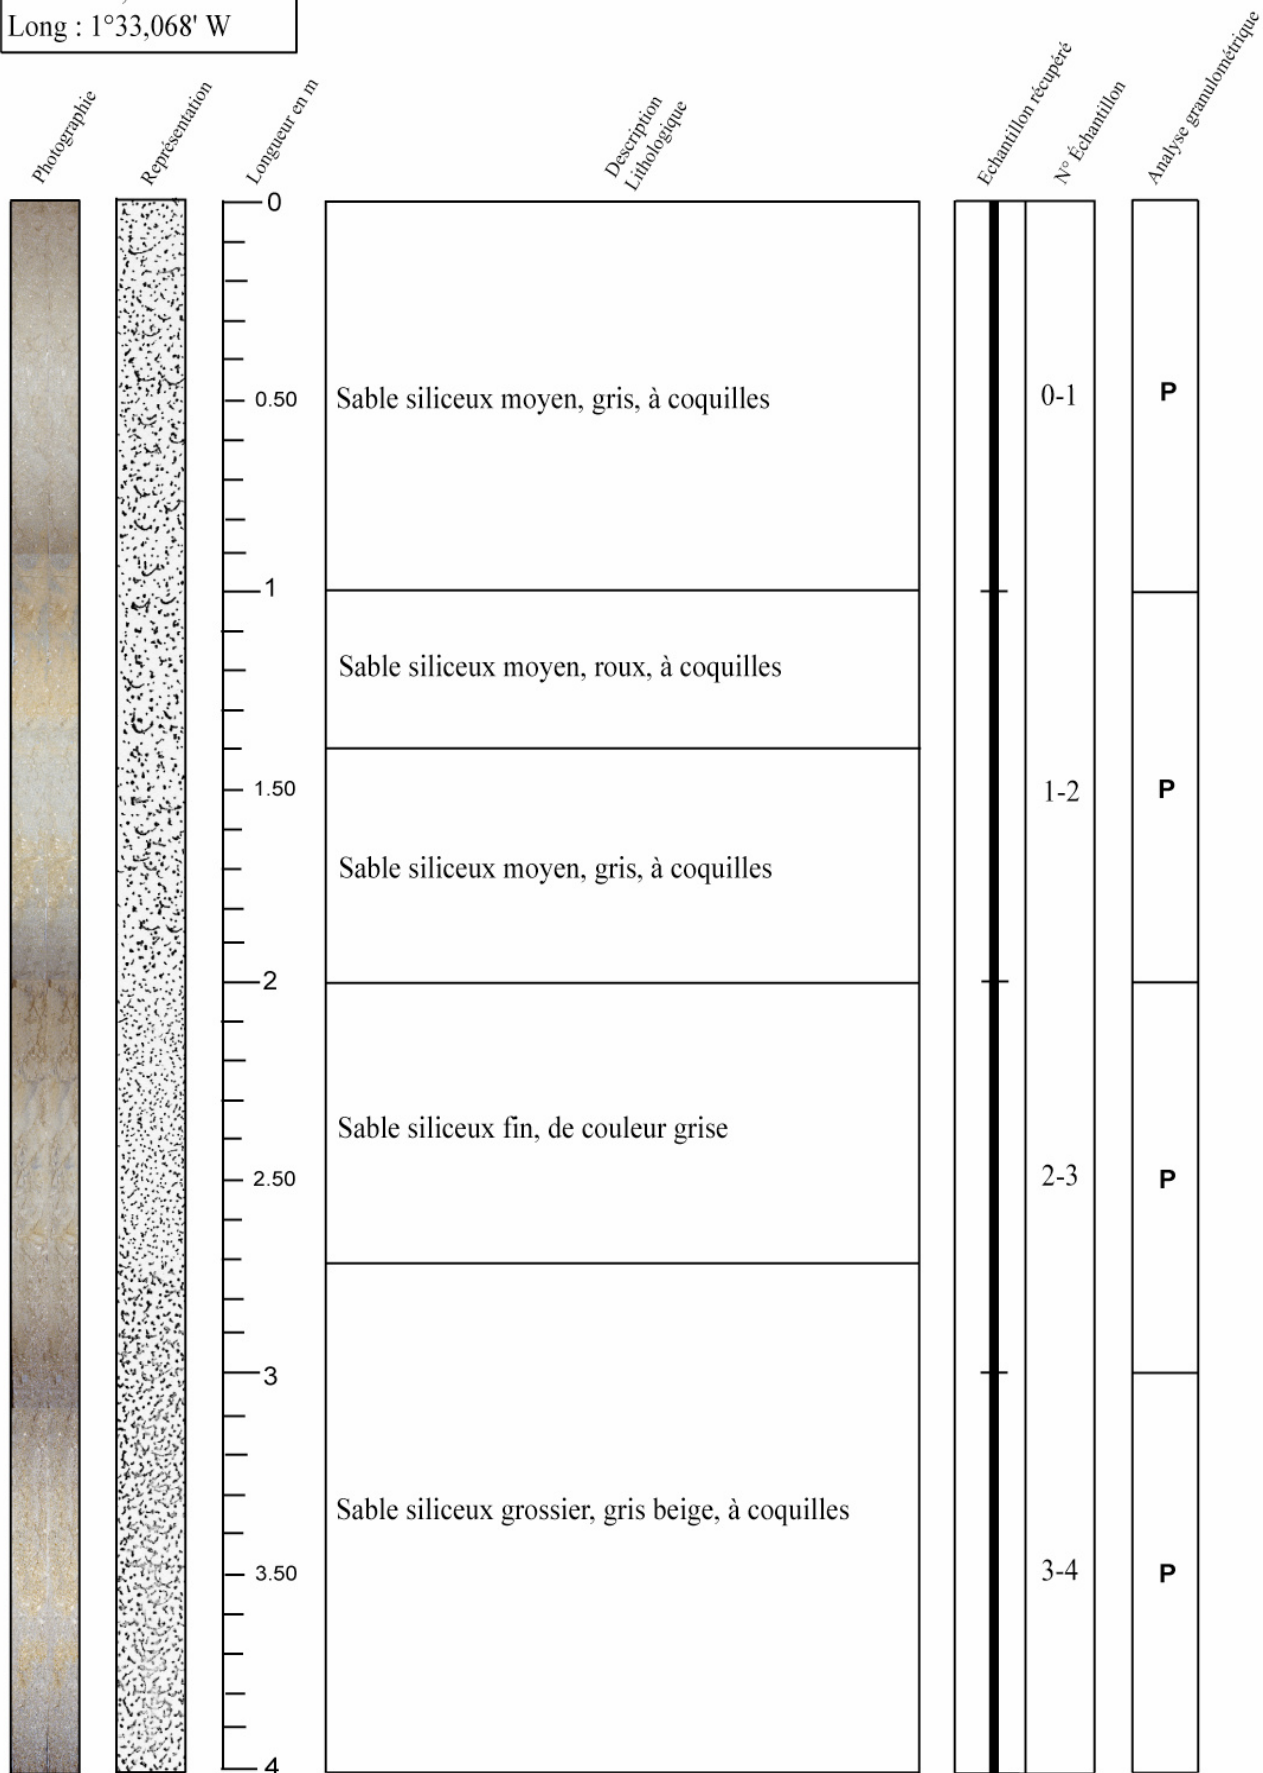 Long : 1°33,068' W
Photographie
Représentation
Longueur en m
Description
Lithologique
Echantillon récupéré
N° Échantillon
Analyse granulométrique
0
0.50
Sable siliceux moyen, gris, à coquilles
0-1
P
1
Sable siliceux moyen, roux, à coquilles
1.50
1-2
P
Sable siliceux moyen, gris, à coquilles
2
Sable siliceux fin, de couleur grise
2.50
2-3
P
3
Sable siliceux grossier, gris beige, à coquilles
3.50
3-4
P
4